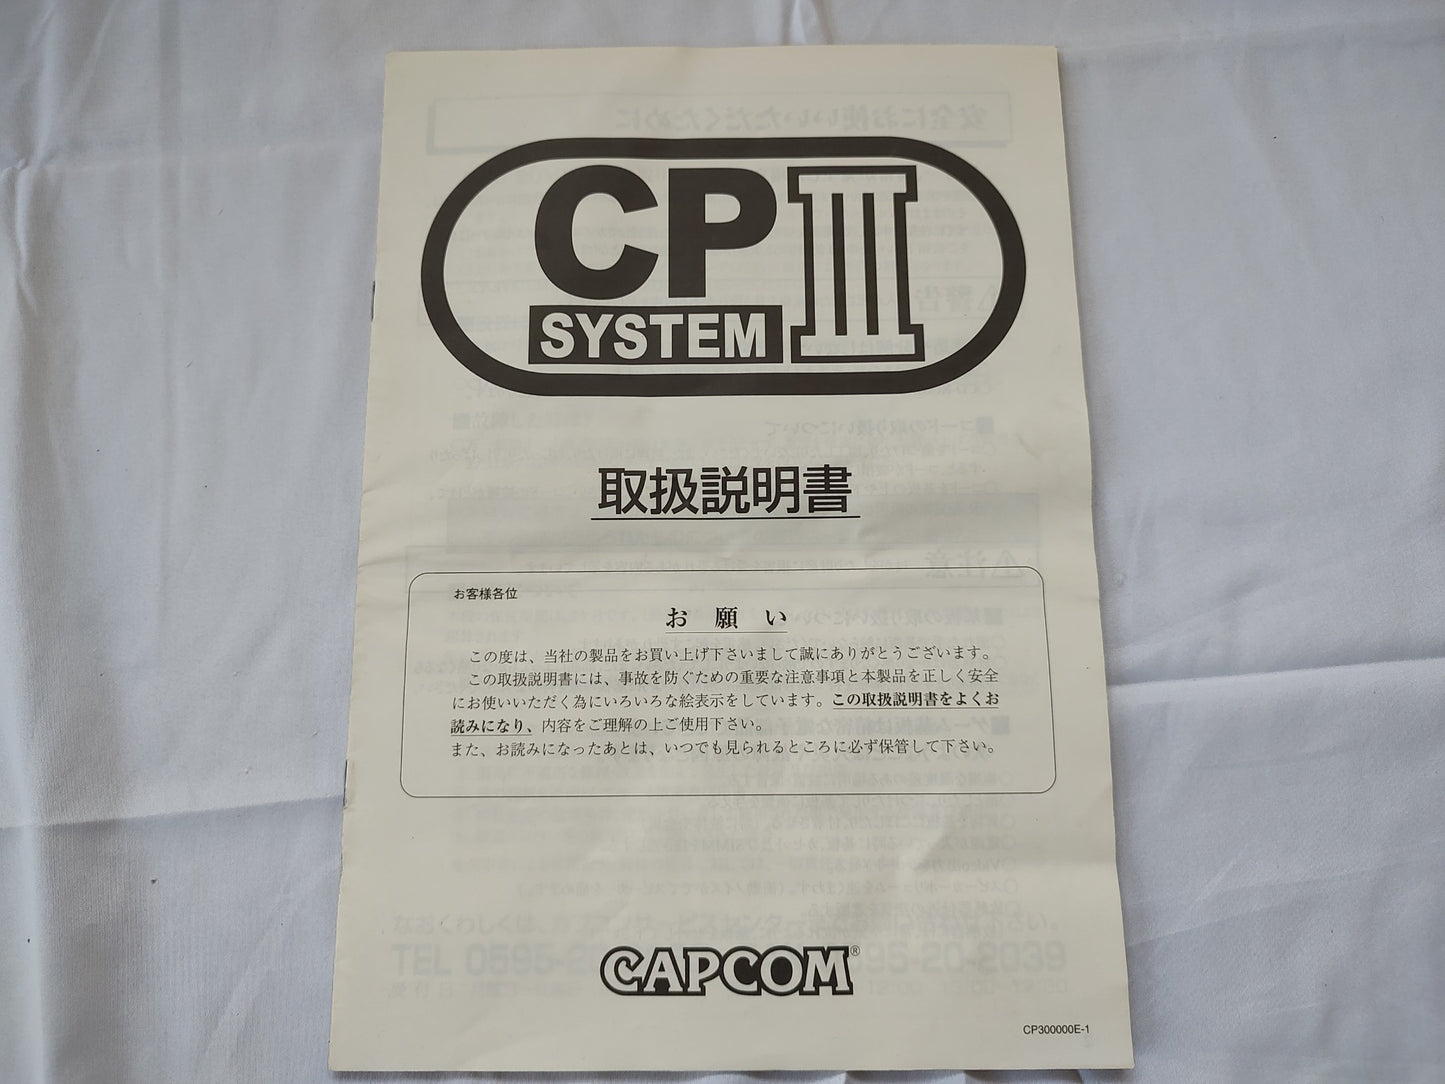 CP
SYSTEM III
取扱説明書
お客様各位
お願い
この度は、当社の製品をお買い上げ下さいまして誠にありがとうございます。
この取扱説明書には、事故を防ぐための重要な注意事項と本製品を正しく安全
にお使いいただく為にいろいろな絵表示をしています。この取扱説明書をよくお
読みになり、内容をご理解の上ご使用下さい。
また、お読みになったあとは、いつでも見られるところに必ず保管して下さい。
CAPCOM®
CP300000E-1